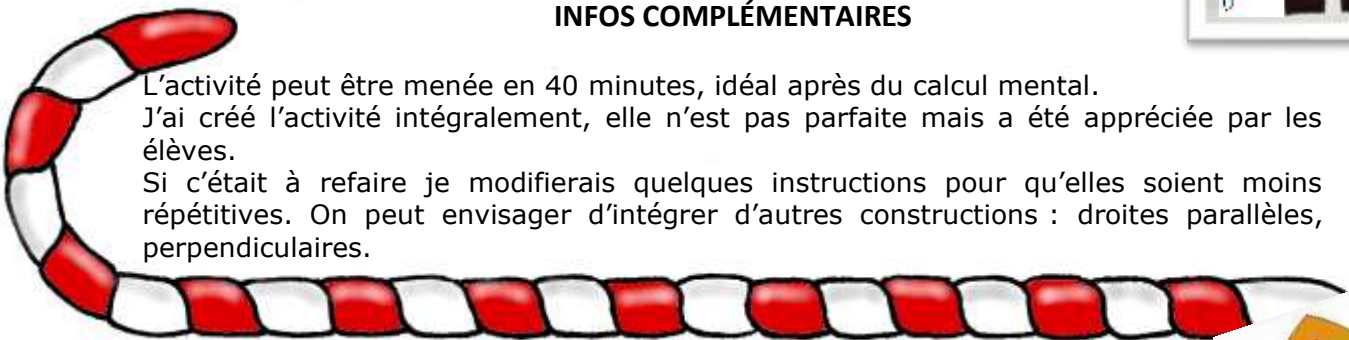 INFOS COMPLÉMENTAIRES
L’activité peut être menée en 40 minutes, idéal après du calcul mental.
J’ai créé l’activité intégralement, elle n’est pas parfaite mais a été appréciée par les
élèves.
Si c’était à refaire je modifierais quelques instructions pour qu’elles soient moins
répétitives. On peut envisager d’intégrer d’autres constructions : droites parallèles,
perpendiculaires.